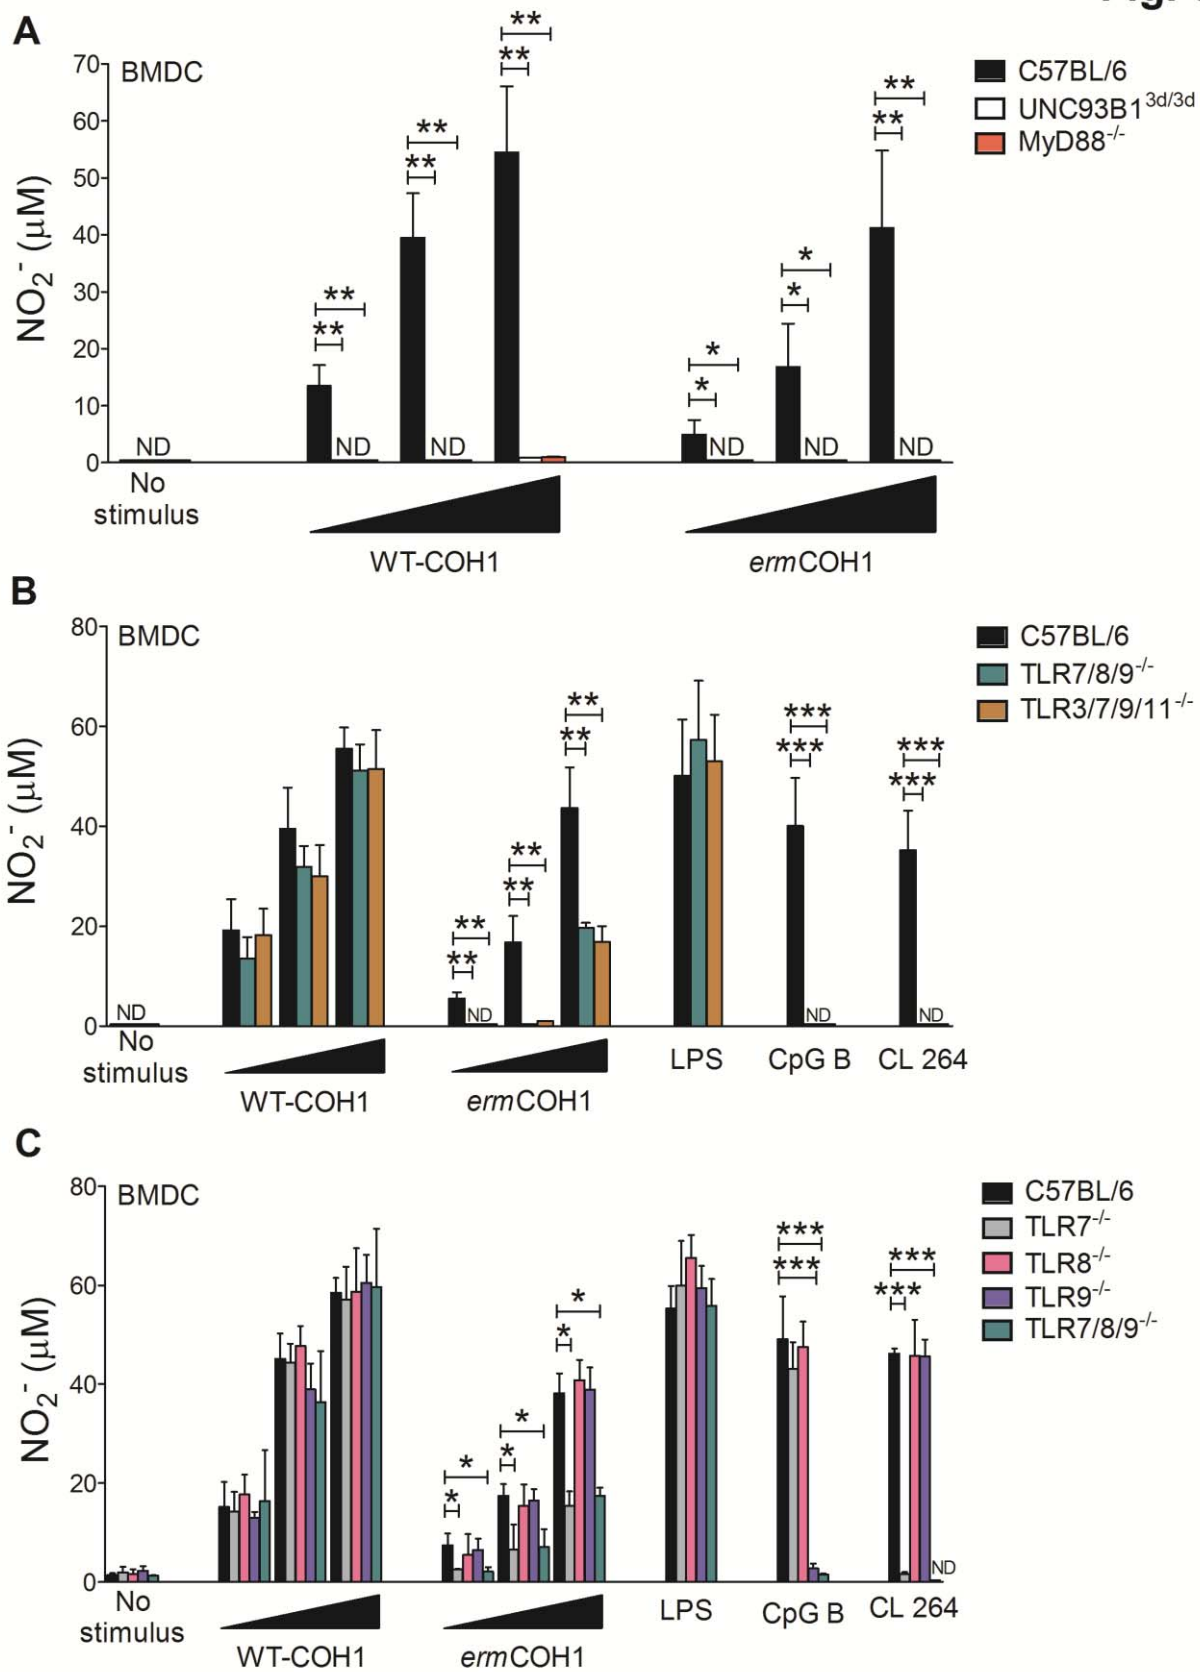 Fig.
A
BMDC
C57BL/6
UNC93B13d/3d
MyD88-/-
NO2- (μM)
70
60
50
40
30
20
10
0
** ** ** ** ** ** * * * * ** **
ND ND ND ND ND ND
No stimulus
WT-COH1
ermCOH1
B
BMDC
C57BL/6
TLR7/8/9-/-
TLR3/7/9/11-/-
NO2- (μM)
80
60
40
20
0
** ** ** ** ** ** *** *** *** ***
ND ND ND ND
No stimulus
WT-COH1
ermCOH1
LPS
CpG B
CL 264
C
BMDC
C57BL/6
TLR7-/-
TLR8-/-
TLR9-/-
TLR7/8/9-/-
NO2- (μM)
80
60
40
20
0
* * * * * * *** *** *** ***
ND
No stimulus
WT-COH1
ermCOH1
LPS
CpG B
CL 264